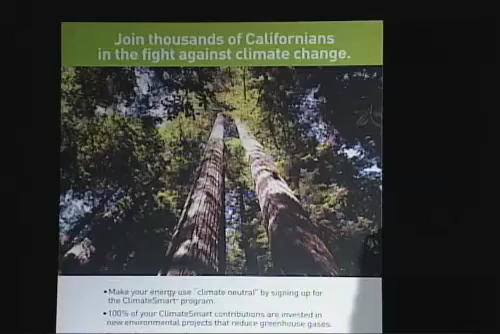 Join thousands of Californians
in the fight against climate change.
• Make your energy use "climate neutral" by signing up for
the ClimateSmart™ program.
• 100% of your ClimateSmart contributions are invested in
new environmental projects that reduce greenhouse gases.